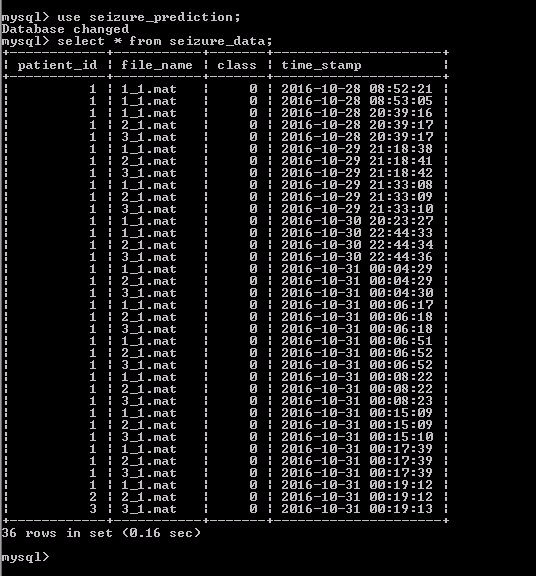 mysql> use seizure_prediction;
Database changed
mysql> select * from seizure_data;
+------------+-----------+-------+---------------------+
| patient_id | file_name | class | time_stamp          |
+------------+-----------+-------+---------------------+
|          1 | 1_1.mat   |     0 | 2016-10-28 08:52:21 |
|          1 | 1_1.mat   |     0 | 2016-10-28 08:53:05 |
|          1 | 1_1.mat   |     0 | 2016-10-28 20:39:16 |
|          1 | 2_1.mat   |     0 | 2016-10-28 20:39:17 |
|          1 | 3_1.mat   |     0 | 2016-10-28 20:39:17 |
|          1 | 1_1.mat   |     0 | 2016-10-29 21:18:38 |
|          1 | 2_1.mat   |     0 | 2016-10-29 21:18:41 |
|          1 | 3_1.mat   |     0 | 2016-10-29 21:18:42 |
|          1 | 1_1.mat   |     0 | 2016-10-29 21:33:08 |
|          1 | 2_1.mat   |     0 | 2016-10-29 21:33:09 |
|          1 | 3_1.mat   |     0 | 2016-10-29 21:33:10 |
|          1 | 1_1.mat   |     0 | 2016-10-30 20:23:27 |
|          1 | 1_1.mat   |     0 | 2016-10-30 22:44:33 |
|          1 | 2_1.mat   |     0 | 2016-10-30 22:44:34 |
|          1 | 3_1.mat   |     0 | 2016-10-30 22:44:36 |
|          1 | 1_1.mat   |     0 | 2016-10-31 00:04:29 |
|          1 | 2_1.mat   |     0 | 2016-10-31 00:04:29 |
|          1 | 3_1.mat   |     0 | 2016-10-31 00:04:30 |
|          1 | 1_1.mat   |     0 | 2016-10-31 00:06:17 |
|          1 | 2_1.mat   |     0 | 2016-10-31 00:06:18 |
|          1 | 3_1.mat   |     0 | 2016-10-31 00:06:18 |
|          1 | 1_1.mat   |     0 | 2016-10-31 00:06:51 |
|          1 | 2_1.mat   |     0 | 2016-10-31 00:06:52 |
|          1 | 3_1.mat   |     0 | 2016-10-31 00:06:52 |
|          1 | 1_1.mat   |     0 | 2016-10-31 00:08:22 |
|          1 | 2_1.mat   |     0 | 2016-10-31 00:08:22 |
|          1 | 3_1.mat   |     0 | 2016-10-31 00:08:23 |
|          1 | 1_1.mat   |     0 | 2016-10-31 00:15:09 |
|          1 | 2_1.mat   |     0 | 2016-10-31 00:15:09 |
|          1 | 3_1.mat   |     0 | 2016-10-31 00:15:10 |
|          1 | 1_1.mat   |     0 | 2016-10-31 00:17:39 |
|          1 | 2_1.mat   |     0 | 2016-10-31 00:17:39 |
|          1 | 3_1.mat   |     0 | 2016-10-31 00:17:39 |
|          1 | 1_1.mat   |     0 | 2016-10-31 00:19:12 |
|          2 | 2_1.mat   |     0 | 2016-10-31 00:19:12 |
|          3 | 3_1.mat   |     0 | 2016-10-31 00:19:13 |
+------------+-----------+-------+---------------------+
36 rows in set (0.16 sec)
mysql>